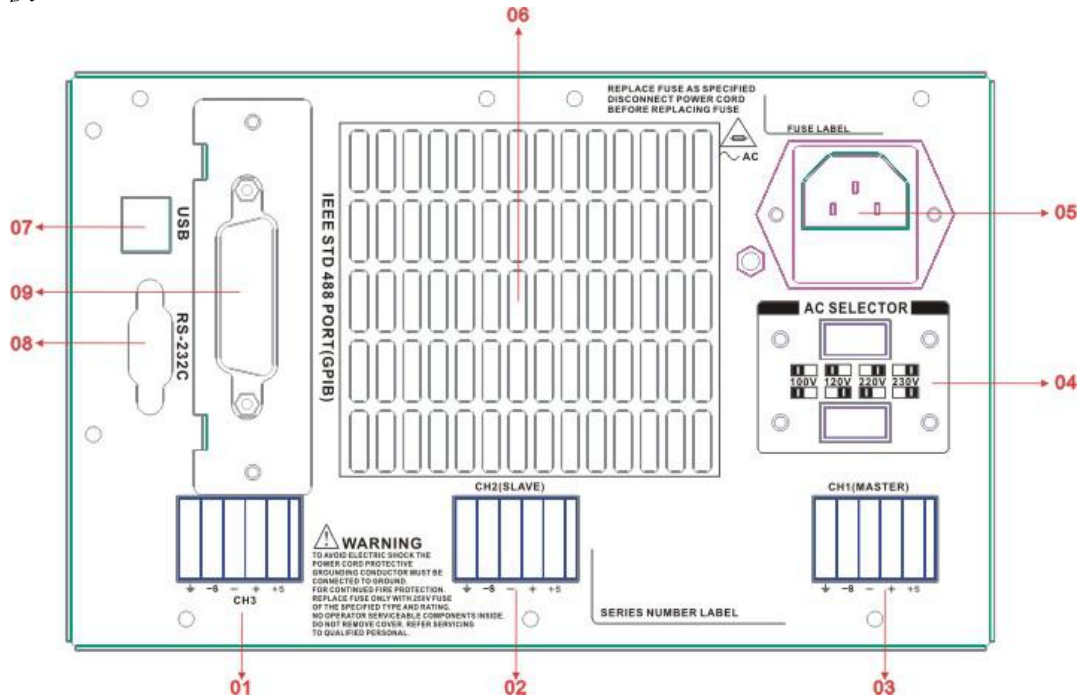 06
REPLACE FUSE AS SPECIFIED
DISCONNECT POWER CORD
BEFORE REPLACING FUSE
FUSE LABEL
AC
05
07
USB
09
IEEE STD 488 PORT(GPIB)
RS-232C
08
AC SELECTOR
100V 120V 220V 230V
04
CH2(SLAVE)
CH1(MASTER)
WARNING
TO AVOID ELECTRIC SHOCK THE
POWER CORD PROTECTIVE
GROUNDING CONDUCTOR MUST BE
CONNECTED TO GROUND.
FOR CONTINUED FIRE PROTECTION.
REPLACE FUSE ONLY WITH 250V FUSE
OF THE SPECIFIED TYPE AND RATING.
NO OPERATOR SERVICEABLE COMPONENTS INSIDE.
DO NOT REMOVE COVER. REFER SERVICING
TO QUALIFIED PERSONAL.
-S - + +S
CH3
-S - + +S
-S - + +S
SERIES NUMBER LABEL
01
02
03